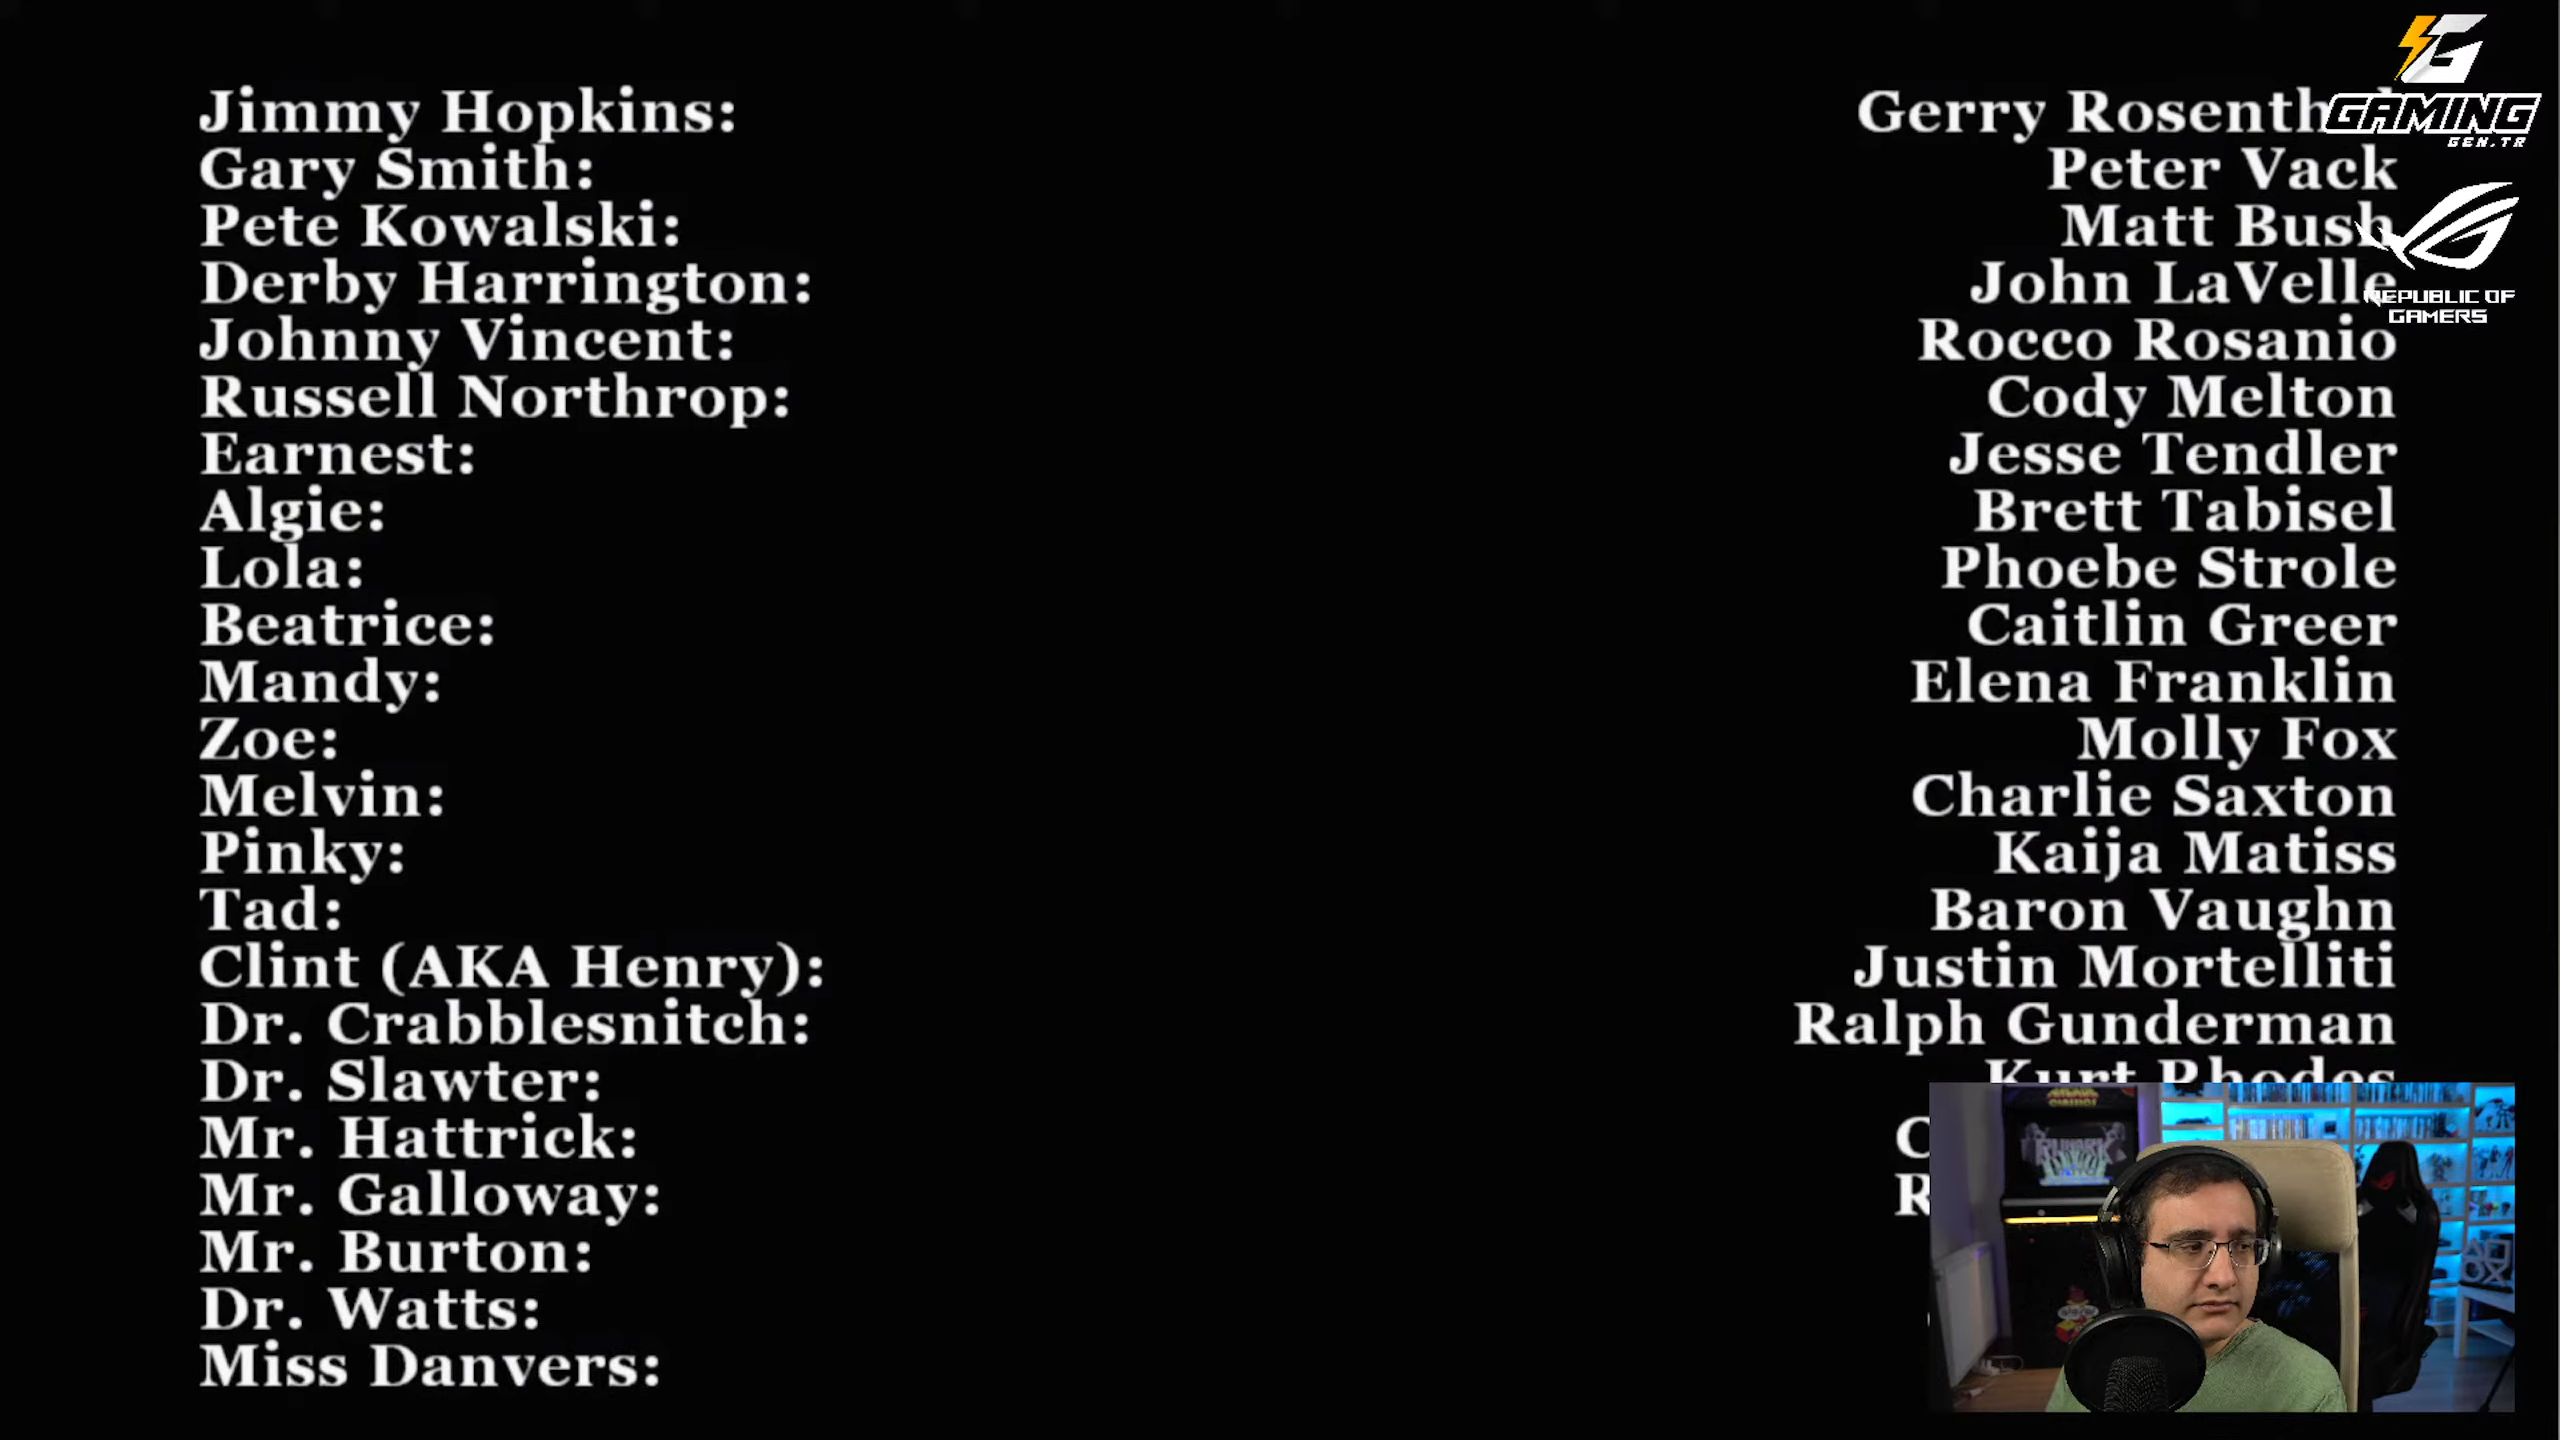 Jimmy Hopkins: Gerry
Gary Smith: Peter Vack
Pete Kowalski: Matt Bush
Derby Harrington: John LaVelle
Johnny Vincent: Rocco Rosanio
Russell Northrop: Cody Melton
Earnest: Jesse Tendler
Algie: Brett Tabisel
Lola: Phoebe Strole
Beatrice: Caitlin Greer
Mandy: Elena Franklin
Zoe: Molly Fox
Melvin: Charlie Saxton
Pinky: Kaija Matiss
Tad: Baron Vaughn
Clint (AKA Henry): Justin Mortelliti
Dr. Crabblesnitch: Ralph Gunderman
Dr. Slawter: Kurt Rhodes
Mr. Hattrick:
Mr. Galloway:
Mr. Burton:
Dr. Watts:
Miss Danvers:
GAMING
GEN.TR
REPUBLIC OF
GAMERS